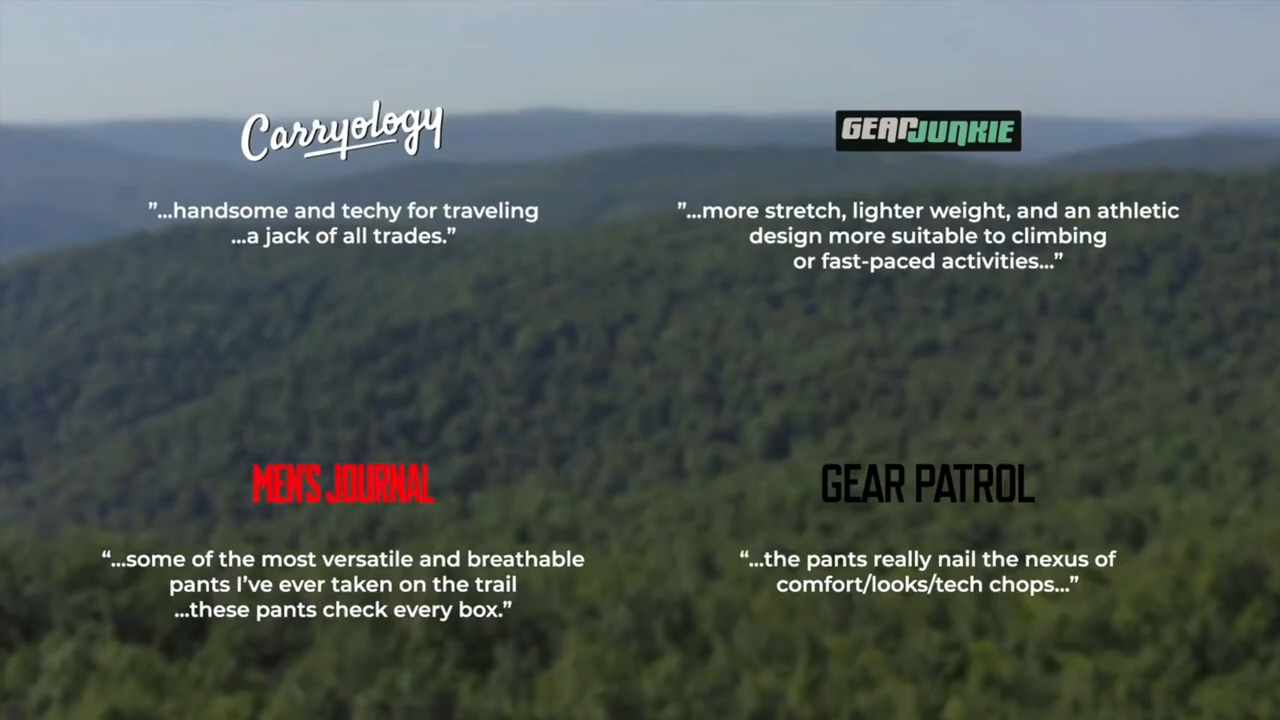 Carryology
”...handsome and techy for traveling
...a jack of all trades.”
GEARJUNKIE
”...more stretch, lighter weight, and an athletic
design more suitable to climbing
or fast-paced activities...”
MEN'S JOURNAL
“...some of the most versatile and breathable
pants I’ve ever taken on the trail
...these pants check every box.”
GEAR PATROL
“...the pants really nail the nexus of
comfort/looks/tech chops...”